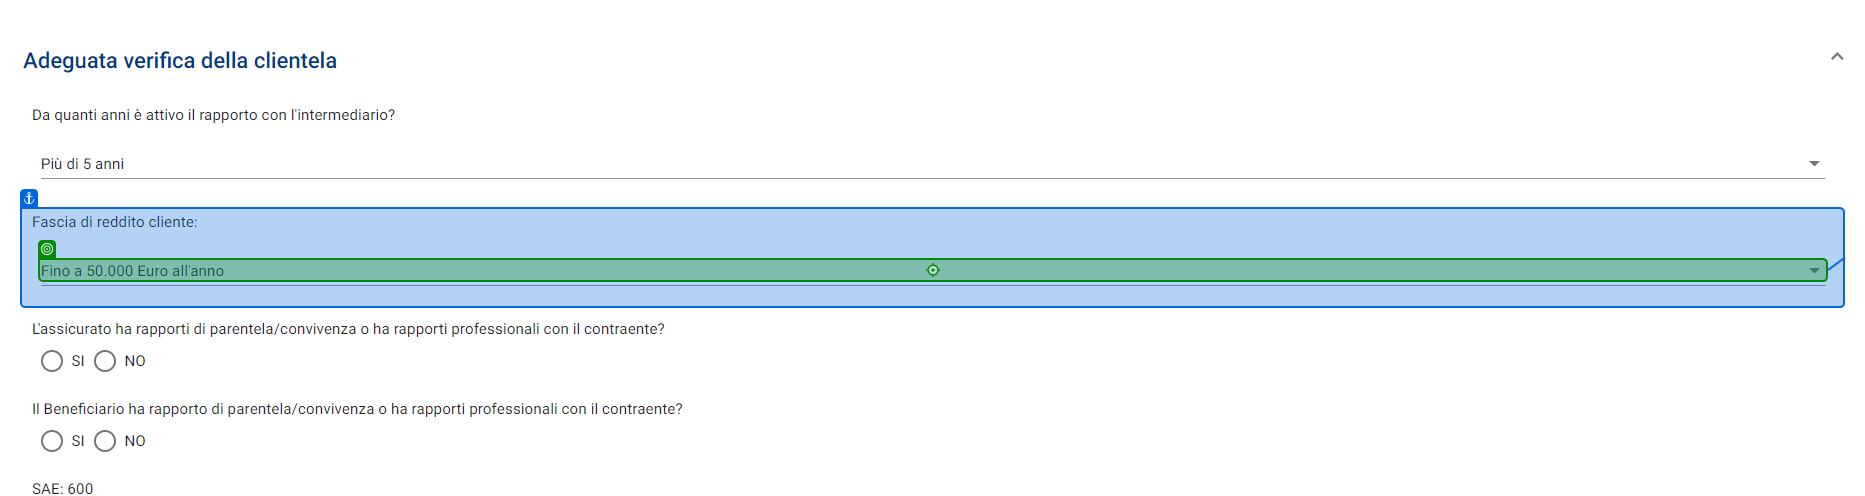 Adeguata verifica della clientela
Da quanti anni è attivo il rapporto con l'intermediario?
Più di 5 anni
Fascia di reddito cliente:
Fino a 50.000 Euro all'anno
L'assicurato ha rapporti di parentela/convivenza o ha rapporti professionali con il contraente?
SI NO
Il Beneficiario ha rapporto di parentela/convivenza o ha rapporti professionali con il contraente?
SI NO
SAE: 600